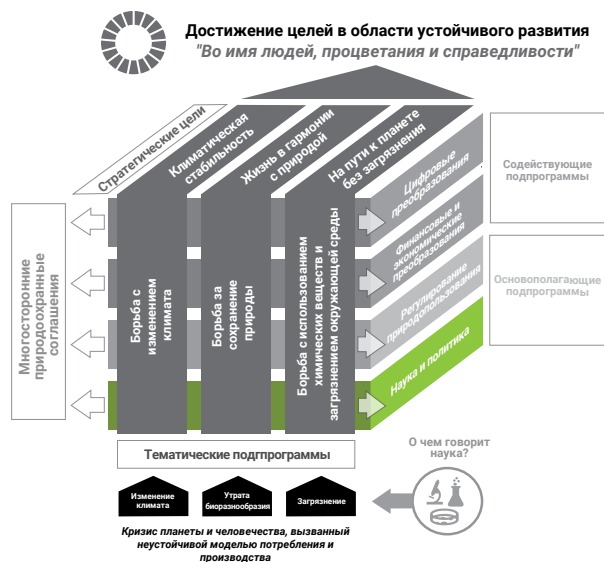 Достижение целей в области устойчивого развития
"Во имя людей, процветания и справедливости"
Стратегические цели
Климатическая
стабильность
Жизнь в гармонии
с природой
На пути к планете
без загрязнения
Цифровые
преобразования
Финансовые и
экономические
преобразования
Регулирование
природопользования
Наука и политика
Содействующие
подпрограммы
Основополагающие
подпрограммы
Многосторонние
природоохранные
соглашения
Борьба с
изменением
климата
Борьба за
сохранение
природы
Борьба с использованием
химических веществ и
загрязнением окружающей среды
Тематические подгпрограммы
О чем говорит
наука?
Изменение
климата
Утрата
биоразнообразия
Загрязнение
Кризис планеты и человечества, вызванный
неустойчивой моделью потребления и
производства